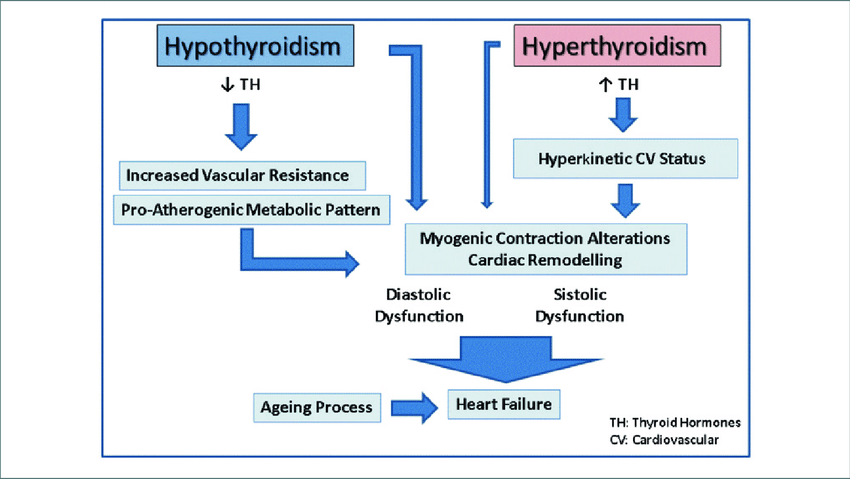 Hypothyroidism
Hyperthyroidism
↓ TH
↑ TH
Hyperkinetic CV Status
Increased Vascular Resistance
Pro-Atherogenic Metabolic Pattern
Myogenic Contraction Alterations
Cardiac Remodelling
Diastolic
Dysfunction
Sistolic
Dysfunction
Ageing Process
Heart Failure
TH: Thyroid Hormones
CV: Cardiovascular